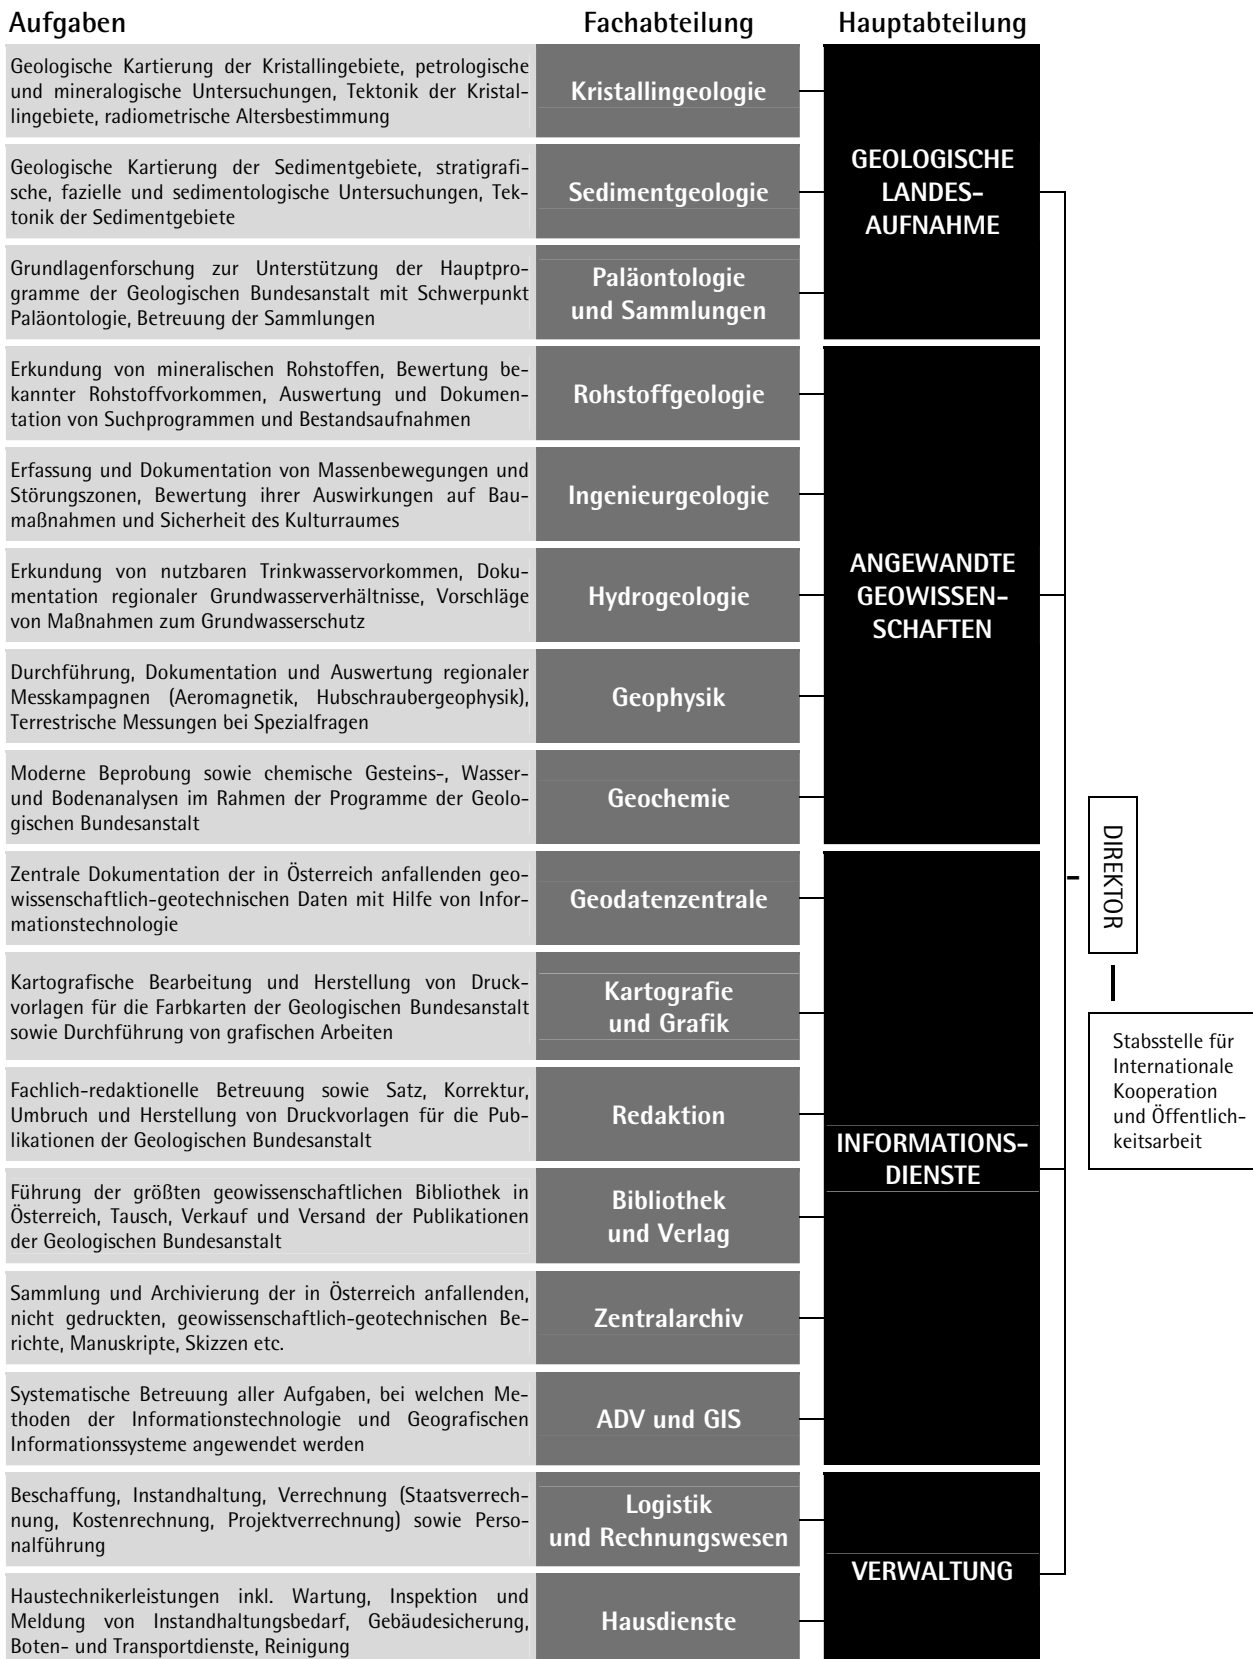 Aufgaben
Fachabteilung
Hauptabteilung
Geologische Kartierung der Kristallingebiete, petrologische
und mineralogische Untersuchungen, Tektonik der Kristal-
lingebiete, radiometrische Altersbestimmung
Kristallingeologie
Geologische Kartierung der Sedimentgebiete, stratigrafi-
sche, fazielle und sedimentologische Untersuchungen, Tek-
tonik der Sedimentgebiete
Sedimentgeologie
Grundlagenforschung zur Unterstützung der Hauptpro-
gramme der Geologischen Bundesanstalt mit Schwerpunkt
Paläontologie, Betreuung der Sammlungen
Paläontologie
und Sammlungen
GEOLOGISCHE
LANDES-
AUFNAHME
Erkundung von mineralischen Rohstoffen, Bewertung be-
kannter Rohstoffvorkommen, Auswertung und Dokumen-
tation von Suchprogrammen und Bestandsaufnahmen
Rohstoffgeologie
Erfassung und Dokumentation von Massenbewegungen und
Störungszonen, Bewertung ihrer Auswirkungen auf Bau-
maßnahmen und Sicherheit des Kulturraumes
Ingenieurgeologie
Erkundung von nutzbaren Trinkwasservorkommen, Doku-
mentation regionaler Grundwasserverhältnisse, Vorschläge
von Maßnahmen zum Grundwasserschutz
Hydrogeologie
Durchführung, Dokumentation und Auswertung regionaler
Messkampagnen (Aeromagnetik, Hubschraubergeophysik),
Terrestrische Messungen bei Spezialfragen
Geophysik
Moderne Beprobung sowie chemische Gesteins-, Wasser-
und Bodenanalysen im Rahmen der Programme der Geolo-
gischen Bundesanstalt
Geochemie
ANGEWANDTE
GEOWISSEN-
SCHAFTEN
Zentrale Dokumentation der in Österreich anfallenden geo-
wissenschaftlich-geotechnischen Daten mit Hilfe von Infor-
mationstechnologie
Geodatenzentrale
Kartografische Bearbeitung und Herstellung von Druck-
vorlagen für die Farbkarten der Geologischen Bundesanstalt
sowie Durchführung von grafischen Arbeiten
Kartografie
und Grafik
Fachlich-redaktionelle Betreuung sowie Satz, Korrektur,
Umbruch und Herstellung von Druckvorlagen für die Pub-
likationen der Geologischen Bundesanstalt
Redaktion
Führung der größten geowissenschaftlichen Bibliothek in
Österreich, Tausch, Verkauf und Versand der Publikationen
der Geologischen Bundesanstalt
Bibliothek
und Verlag
Sammlung und Archivierung der in Österreich anfallenden,
nicht gedruckten, geowissenschaftlich-geotechnischen Be-
richte, Manuskripte, Skizzen etc.
Zentralarchiv
Systematische Betreuung aller Aufgaben, bei welchen Me-
thoden der Informationstechnologie und Geografischen
Informationssysteme angewendet werden
ADV und GIS
INFORMATIONS-
DIENSTE
Beschaffung, Instandhaltung, Verrechnung (Staatsverrech-
nung, Kostenrechnung, Projektverrechnung) sowie Perso-
nalführung
Logistik
und Rechnungswesen
Haustechnikerleistungen inkl. Wartung, Inspektion und
Meldung von Instandhaltungsbedarf, Gebäudesicherung,
Boten- und Transportdienste, Reinigung
Hausdienste
VERWALTUNG
DIREKTOR
Stabsstelle für
Internationale
Kooperation
und Öffentlich-
keitsarbeit